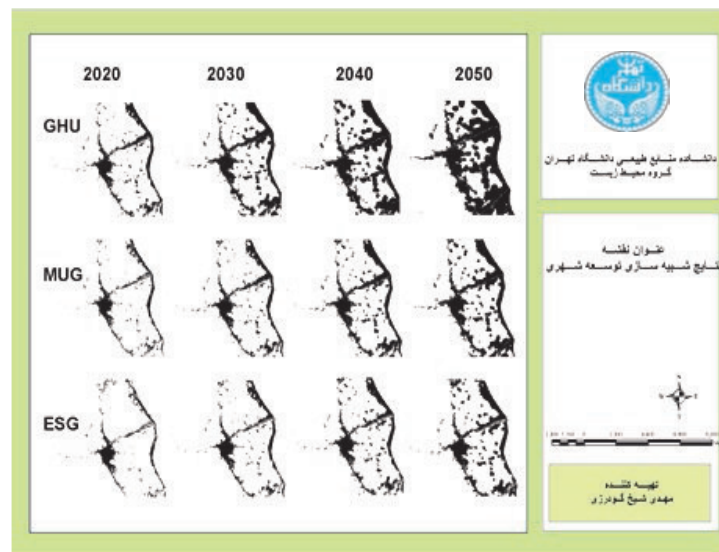 2020 2030 2040 2050
GHU
MUG
ESG
دانشکده منابع طبیعی دانشگاه تهران
گروه محیط زیست
عنوان نقشه
نتایج شبیه سازی توسعه شهری
تهیه کننده
مهدی شیخ گودرزی